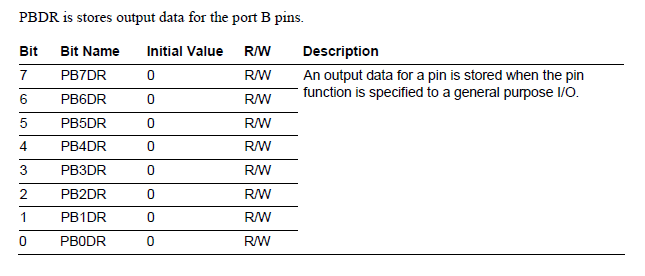 PBDR is stores output data for the port B pins.
Bit Bit Name Initial Value R/W Description
7 PB7DR 0 R/W An output data for a pin is stored when the pin
function is specified to a general purpose I/O.
6 PB6DR 0 R/W
5 PB5DR 0 R/W
4 PB4DR 0 R/W
3 PB3DR 0 R/W
2 PB2DR 0 R/W
1 PB1DR 0 R/W
0 PB0DR 0 R/W